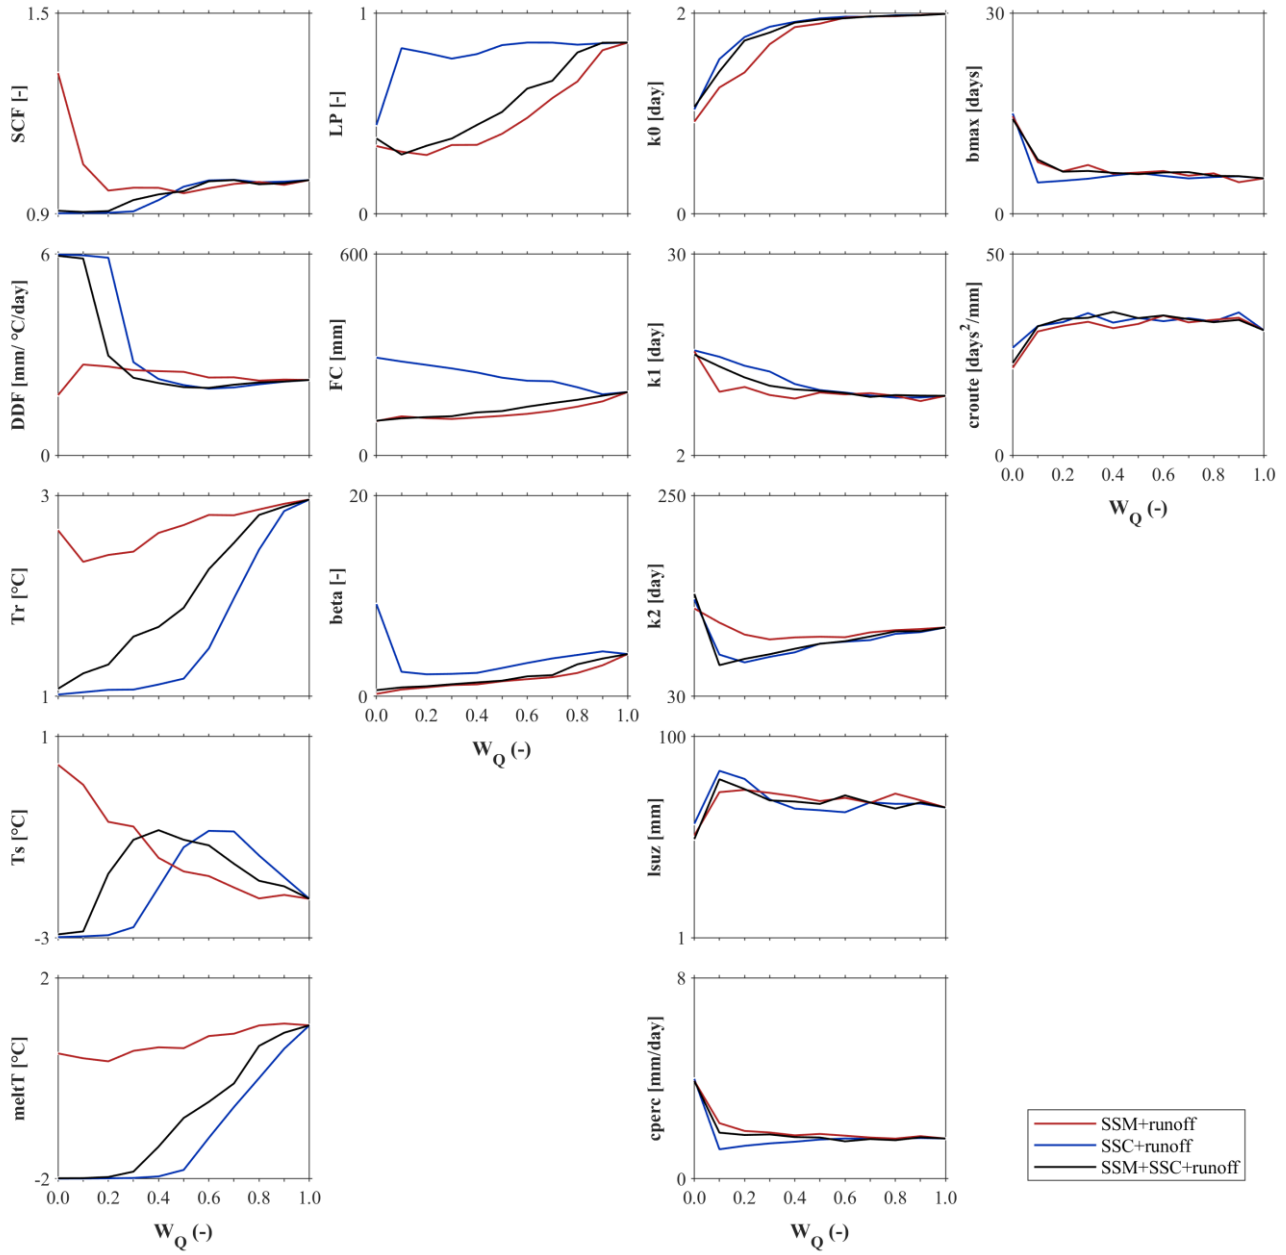 1.5
0.9
SCF [-]
1
0
LP [-]
2
0
k0 [day]
30
0
bmax [days]
6
0
DDF [mm/ °C/day]
600
0
FC [mm]
30
2
k1 [day]
50
0
croute [days²/mm]
0.0 0.2 0.4 0.6 0.8 1.0
W_Q (-)
3
1
Tr [°C]
20
0
beta [-]
0.0 0.2 0.4 0.6 0.8 1.0
W_Q (-)
250
30
k2 [day]
1
-3
Ts [°C]
100
1
lsuz [mm]
2
-2
meltT [°C]
0.0 0.2 0.4 0.6 0.8 1.0
W_Q (-)
8
0
cperc [mm/day]
0.0 0.2 0.4 0.6 0.8 1.0
W_Q (-)
SSM+runoff
SSC+runoff
SSM+SSC+runoff